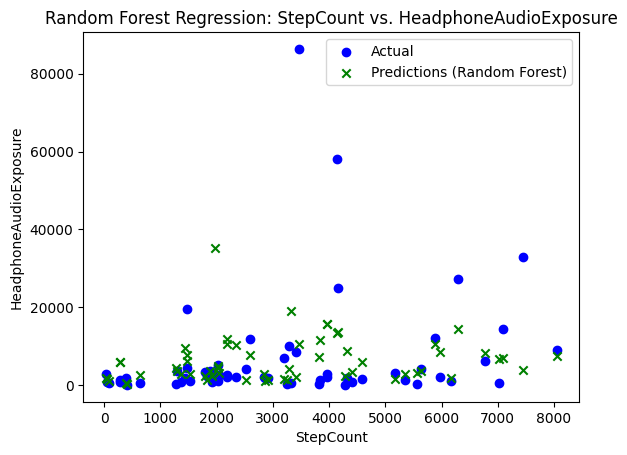 Random Forest Regression: StepCount vs. HeadphoneAudioExposure
Actual
Predictions (Random Forest)
HeadphoneAudioExposure
80000
60000
40000
20000
0
0 1000 2000 3000 4000 5000 6000 7000 8000
StepCount